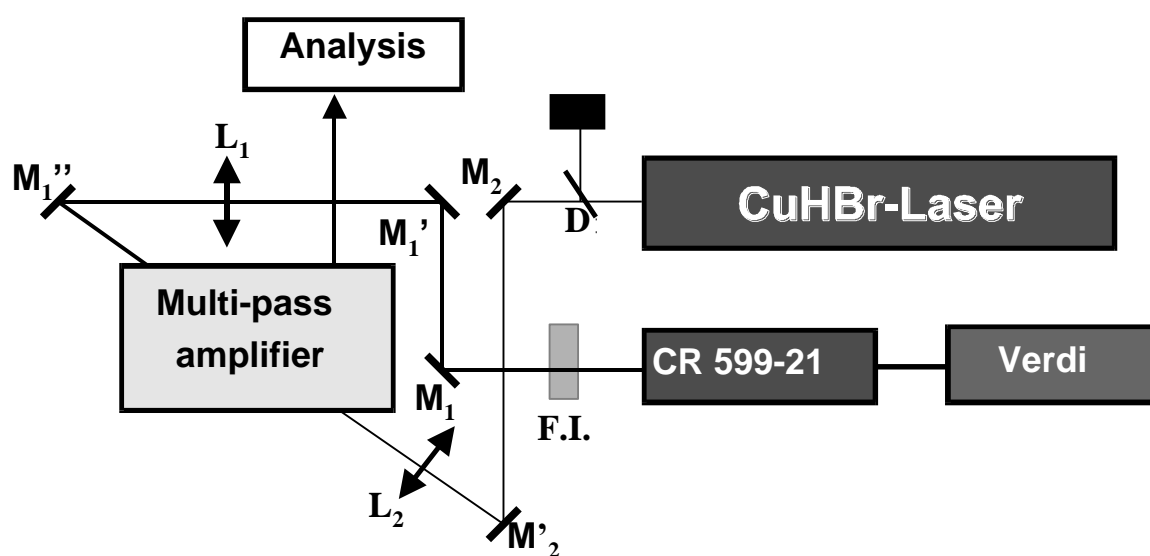 Analysis
L₁
M₁''
M₂
D
CuHBr-Laser
M₁'
Multi-pass
amplifier
CR 599-21
Verdi
M₁
F.I.
L₂
M'₂